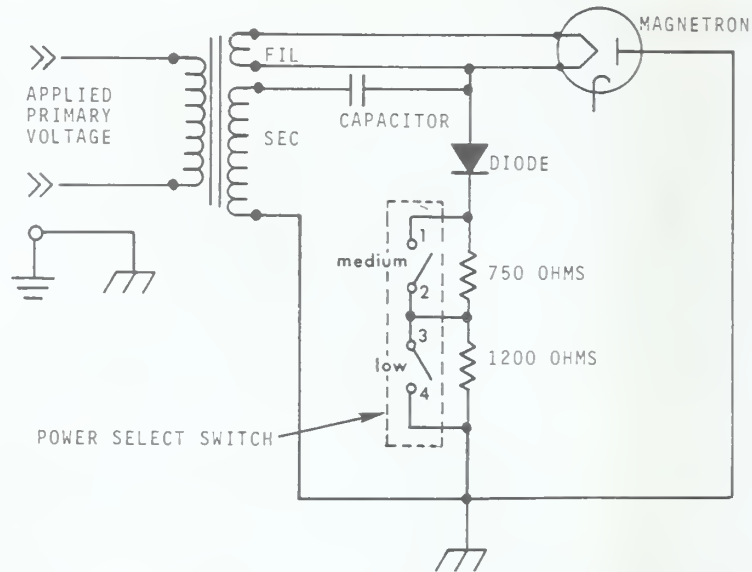 MAGNETRON
FIL
APPLIED
PRIMARY
VOLTAGE
SEC
CAPACITOR
DIODE
1
medium
2
750 OHMS
3
low
4
1200 OHMS
POWER SELECT SWITCH